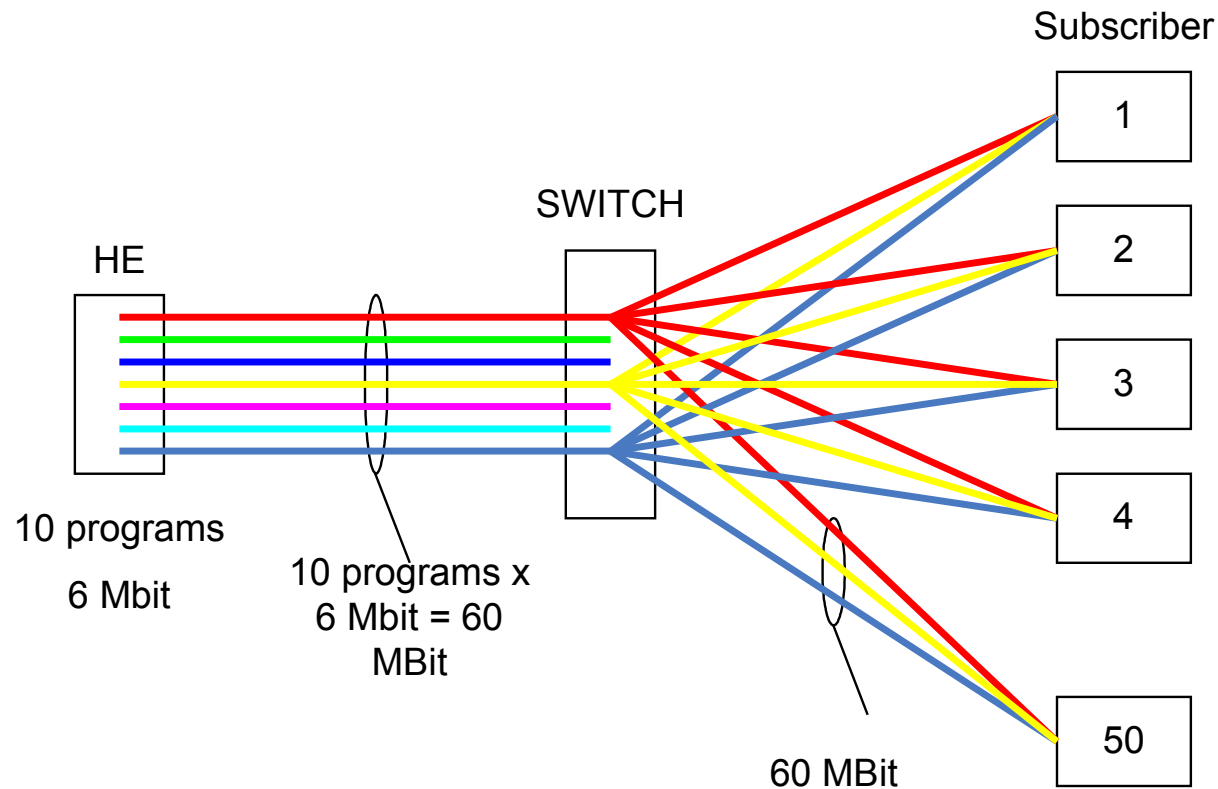 Subscriber
1
SWITCH
2
HE
3
4
10 programs
6 Mbit
10 programs x
6 Mbit = 60
MBit
50
60 MBit